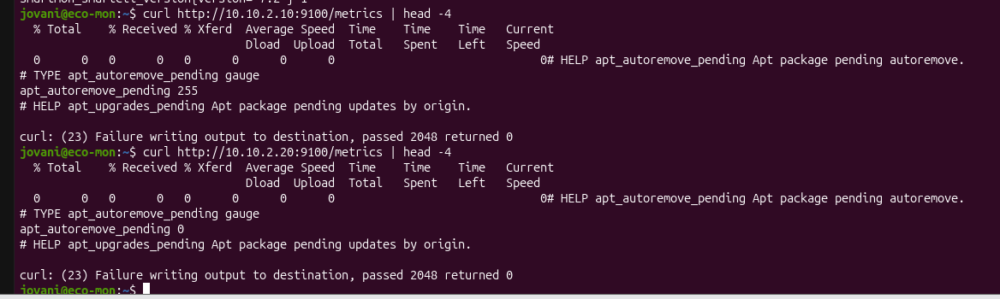 jovani@eco-mon:~$ curl http://10.10.2.10:9100/metrics | head -4
% Total % Received % Xferd Average Speed Time Time Time Current
Dload Upload Total Spent Left Speed
0 0 0 0 0 0 0 0 0# HELP apt_autoremove_pending Apt package pending autoremove.
# TYPE apt_autoremove_pending gauge
apt_autoremove_pending 255
# HELP apt_upgrades_pending Apt package pending updates by origin.
curl: (23) Failure writing output to destination, passed 2048 returned 0
jovani@eco-mon:~$ curl http://10.10.2.20:9100/metrics | head -4
% Total % Received % Xferd Average Speed Time Time Time Current
Dload Upload Total Spent Left Speed
0 0 0 0 0 0 0 0 0# HELP apt_autoremove_pending Apt package pending autoremove.
# TYPE apt_autoremove_pending gauge
apt_autoremove_pending 0
# HELP apt_upgrades_pending Apt package pending updates by origin.
curl: (23) Failure writing output to destination, passed 2048 returned 0
jovani@eco-mon:~$